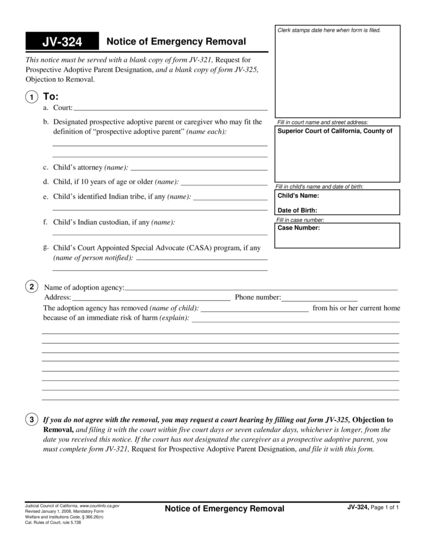 Clerk stamps date here when form is filed.
JV-324
Notice of Emergency Removal
This notice must be served with a blank copy of form JV-321, Request for
Prospective Adoptive Parent Designation, and a blank copy of form JV-325,
Objection to Removal.
1 To:
a. Court:
b. Designated prospective adoptive parent or caregiver who may fit the
definition of "prospective adoptive parent" (name each):
Fill in court name and street address:
Superior Court of California, County of
c. Child's attorney (name):
d. Child, if 10 years of age or older (name):
e. Child's identified Indian tribe, if any (name):
f. Child's Indian custodian, if any (name):
g. Child's Court Appointed Special Advocate (CASA) program, if any
(name of person notified):
Fill in child's name and date of birth:
Child's Name:
Date of Birth:
Fill in case number:
Case Number:
2 Name of adoption agency:
Address: Phone number:
The adoption agency has removed (name of child): from his or her current home
because of an immediate risk of harm (explain):
3 If you do not agree with the removal, you may request a court hearing by filling out form JV-325, Objection to
Removal, and filing it with the court within five court days or seven calendar days, whichever is longer, from the
date you received this notice. If the court has not designated the caregiver as a prospective adoptive parent, you
must complete form JV-321, Request for Prospective Adoptive Parent Designation, and file it with this form.
Judicial Council of California, www.courtinfo.ca.gov
Revised January 1, 2008, Mandatory Form
Welfare and Institutions Code, § 366.26(n)
Cal. Rules of Court, rule 5.728
Notice of Emergency Removal
JV-324, Page 1 of 1